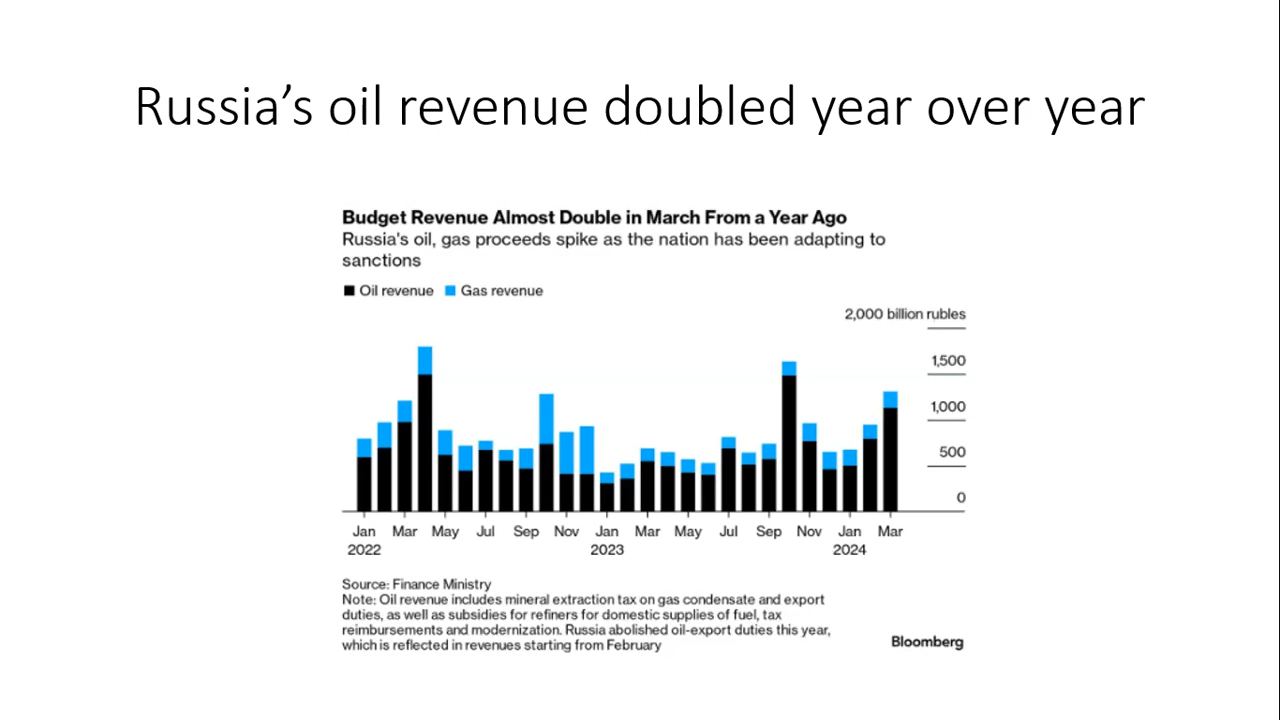 Russia’s oil revenue doubled year over year
Budget Revenue Almost Double in March From a Year Ago
Russia's oil, gas proceeds spike as the nation has been adapting to
sanctions
Oil revenue Gas revenue
2,000 billion rubles
1,500
1,000
500
0
Jan Mar May Jul Sep Nov Jan Mar May Jul Sep Nov Jan Mar
2022 2023 2024
Source: Finance Ministry
Note: Oil revenue includes mineral extraction tax on gas condensate and export
duties, as well as subsidies for refiners for domestic supplies of fuel, tax
reimbursements and modernization. Russia abolished oil-export duties this year,
which is reflected in revenues starting from February
Bloomberg